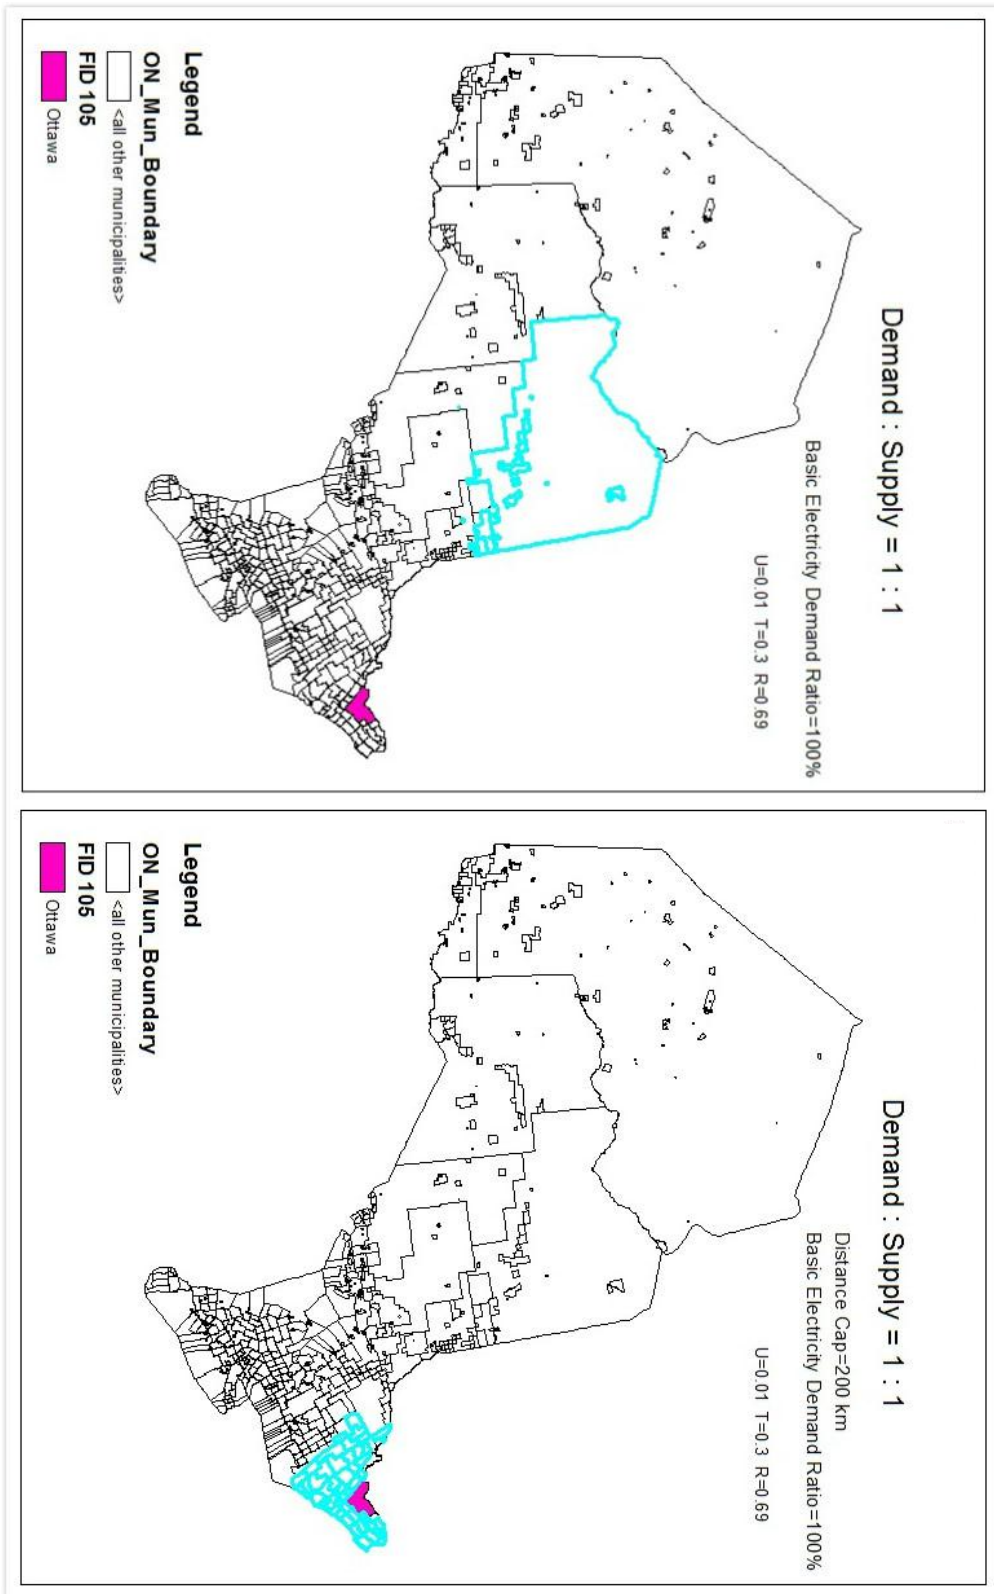 Demand : Supply = 1 : 1
Basic Electricity Demand Ratio=100%
U=0.01 T=0.3 R=0.69
Legend
ON_Mun_Boundary
<all other municipalities>
FID 105
Ottawa
Demand : Supply = 1 : 1
Distance Cap=200 km
Basic Electricity Demand Ratio=100%
U=0.01 T=0.3 R=0.69
Legend
ON_Mun_Boundary
<all other municipalities>
FID 105
Ottawa